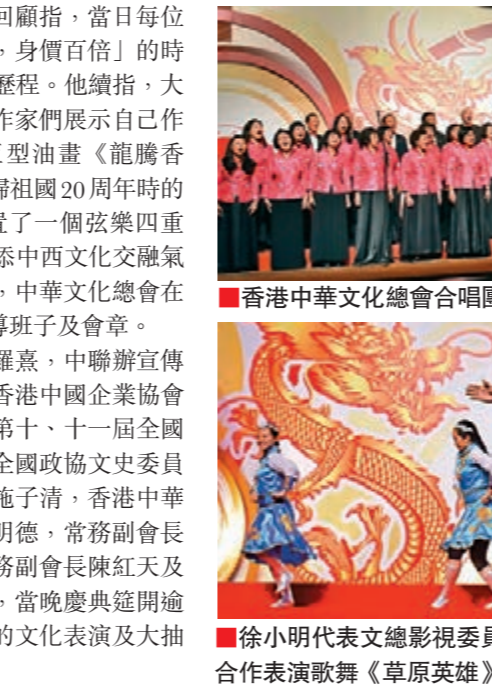 回顧指，當日每位
，身價百倍」的時
歷程。他續指，大
作家們展示自己作
型油畫《龍騰香
歸祖國20周年時的
置了一個弦樂四重
添中西文化交融氣
，中華文化總會在
導班子及會章。
羅熹，中聯辦宣傳
香港中國企業協會
第十、十一屆全國
全國政協文史委員
施子清，香港中華
明德，常務副會長
務副會長陳紅天及
，當晚慶典筵開逾
的文化表演及大抽
■香港中華文化總會合唱團
■徐小明代表文總影視委員
合作表演歌舞《草原英雄》